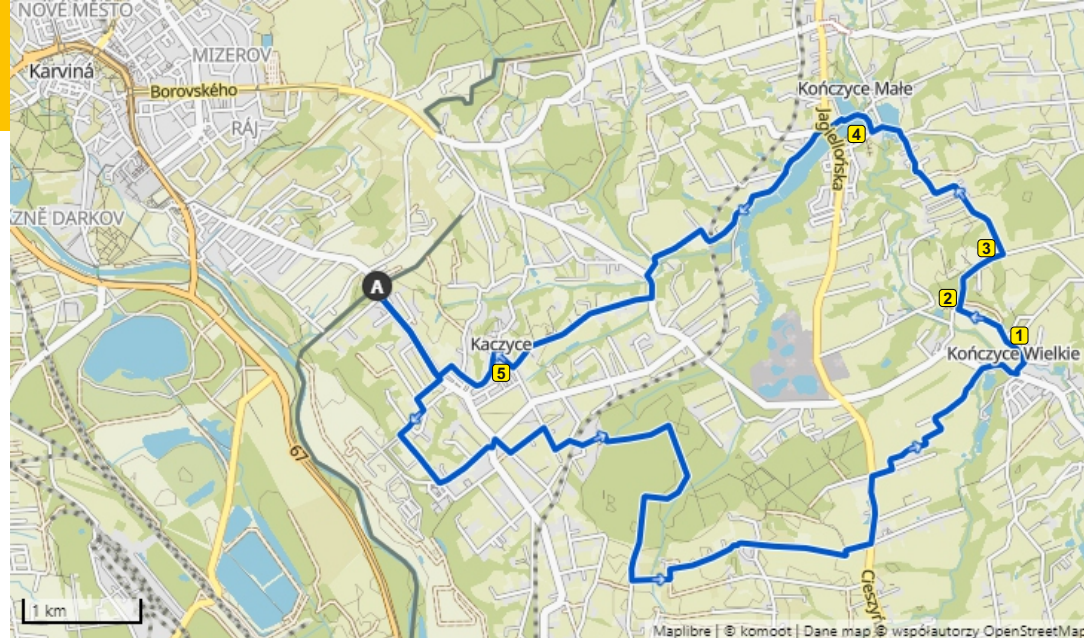 NOVÉ MĚSTO
MIZEROV
Karviná
Borovského
RÁJ
Kończyce Małe
Jagiellońska
4
ZNĚ DARKOV
3
A
2
1
Kaczyce
Kończyce Wielkie
5
67
Cieszyń
1 km
Maplibre | © komoot | Dane map © współautorzy OpenStreetMap